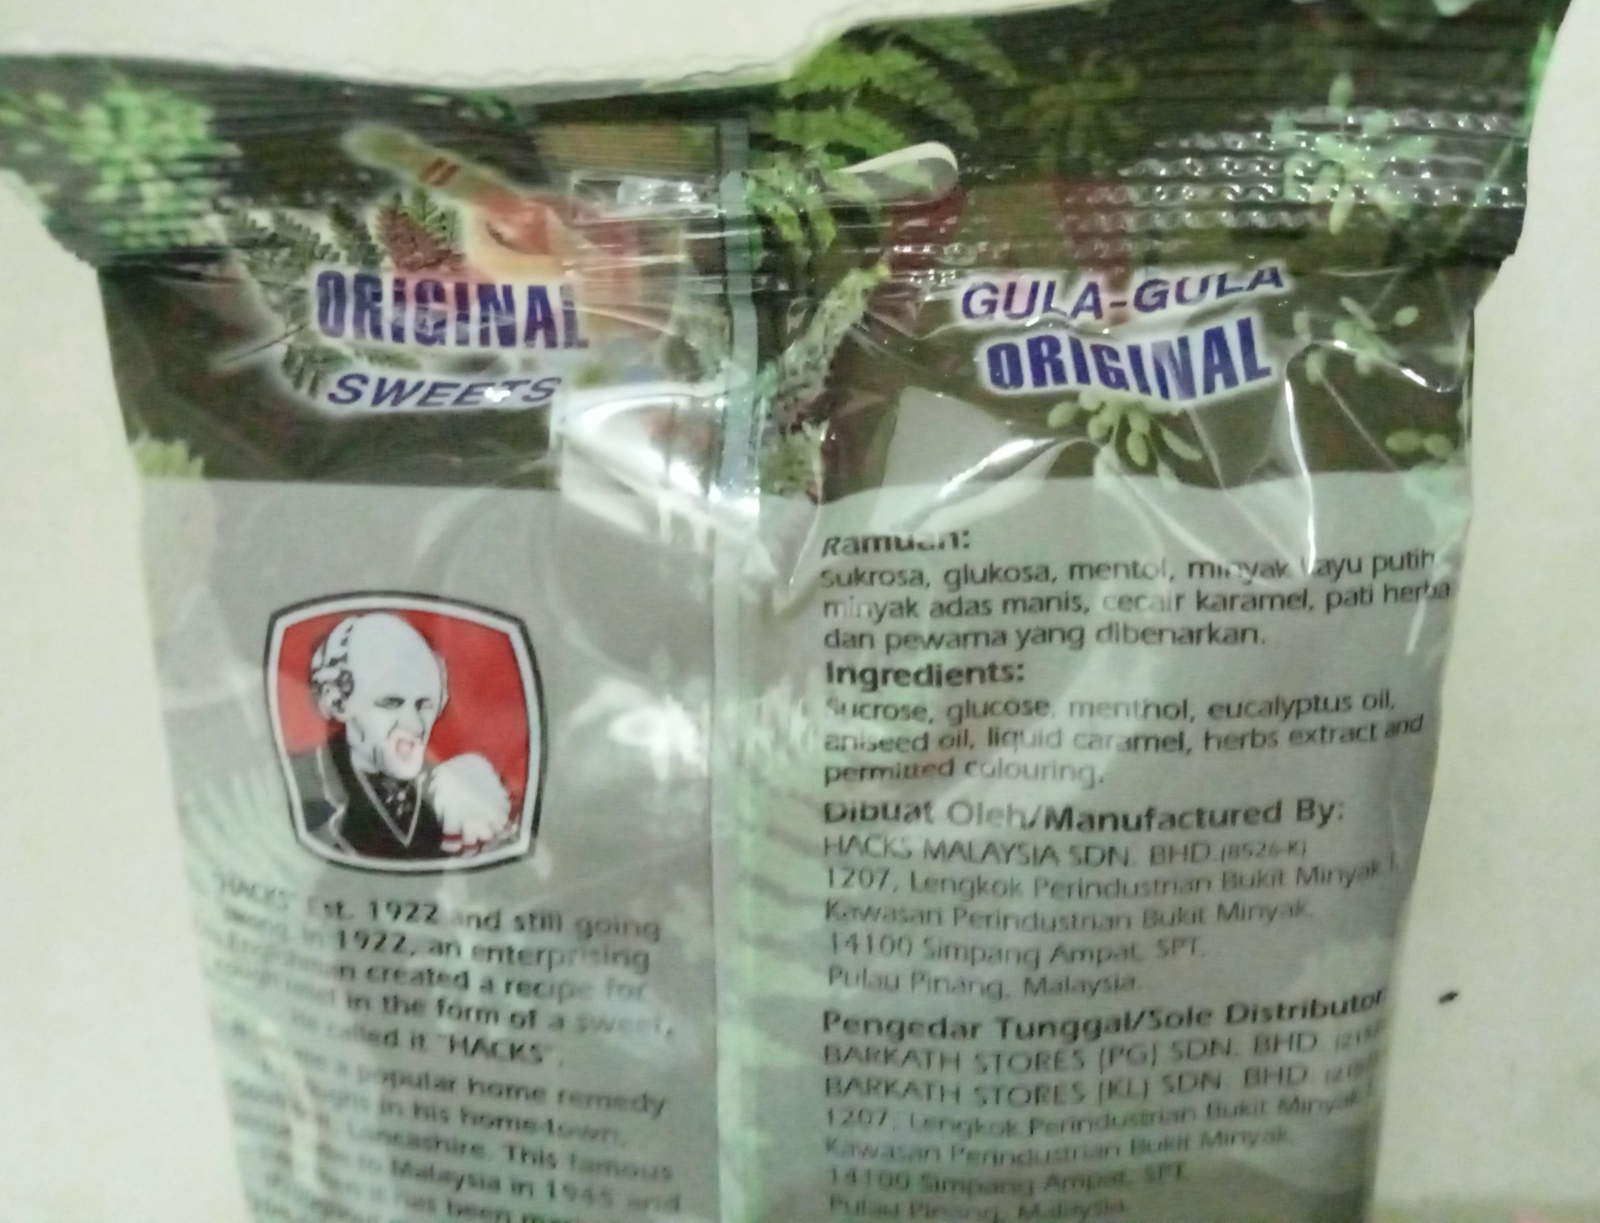 ORIGINAL
SWEETS
"HACKS" Est. 1922 and still going
in 1922, an enterprising
created a recipe for
in the form of a sweet.
called it "HACKS".
a popular home remedy
in his home-town,
Lancashire. This famous
to Malaysia in 1945 and
has been
GULA-GULA
ORIGINAL
Ramuan:
Sukrosa, glukosa, mentol, minyak kayu putih
minyak adas manis, cecair karamel, pati herba
dan pewarna yang dibenarkan.
Ingredients:
Sucrose, glucose, menthol, eucalyptus oil,
aniseed oil, liquid caramel, herbs extract and
permitted colouring.
Dibuat Oleh/Manufactured By:
HACKS MALAYSIA SDN. BHD.(8526-K)
1207, Lengkok Perindustrian Bukit Minyak
Kawasan Perindustrian Bukit Minyak,
14100 Simpang Ampat, SPT.
Pulau Pinang, Malaysia.
Pengedar Tunggal/Sole Distributor
BARKATH STORES (PG) SDN. BHD.
BARKATH STORES (KL) SDN. BHD.
1207, Lengkok Perindustrian Bukit Minyak
Kawasan Perindustrian Bukit Minyak,
14100 Simpang Ampat, SPT.
Pulau Pinang, Malaysia.